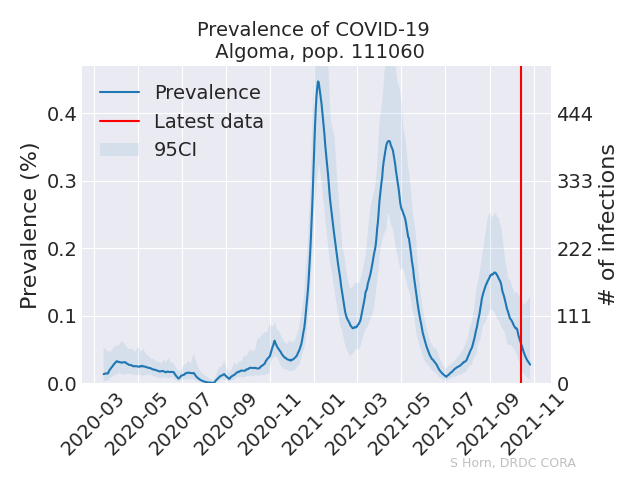 Prevalence of COVID-19
Algoma, pop. 111060
Prevalence
Latest data
95CI
Prevalence (%)
0.4
0.3
0.2
0.1
0.0
444
333
222
111
0
# of infections
2020-03
2020-05
2020-07
2020-09
2020-11
2021-01
2021-03
2021-05
2021-07
2021-09
2021-11
S Horn, DRDC CORA